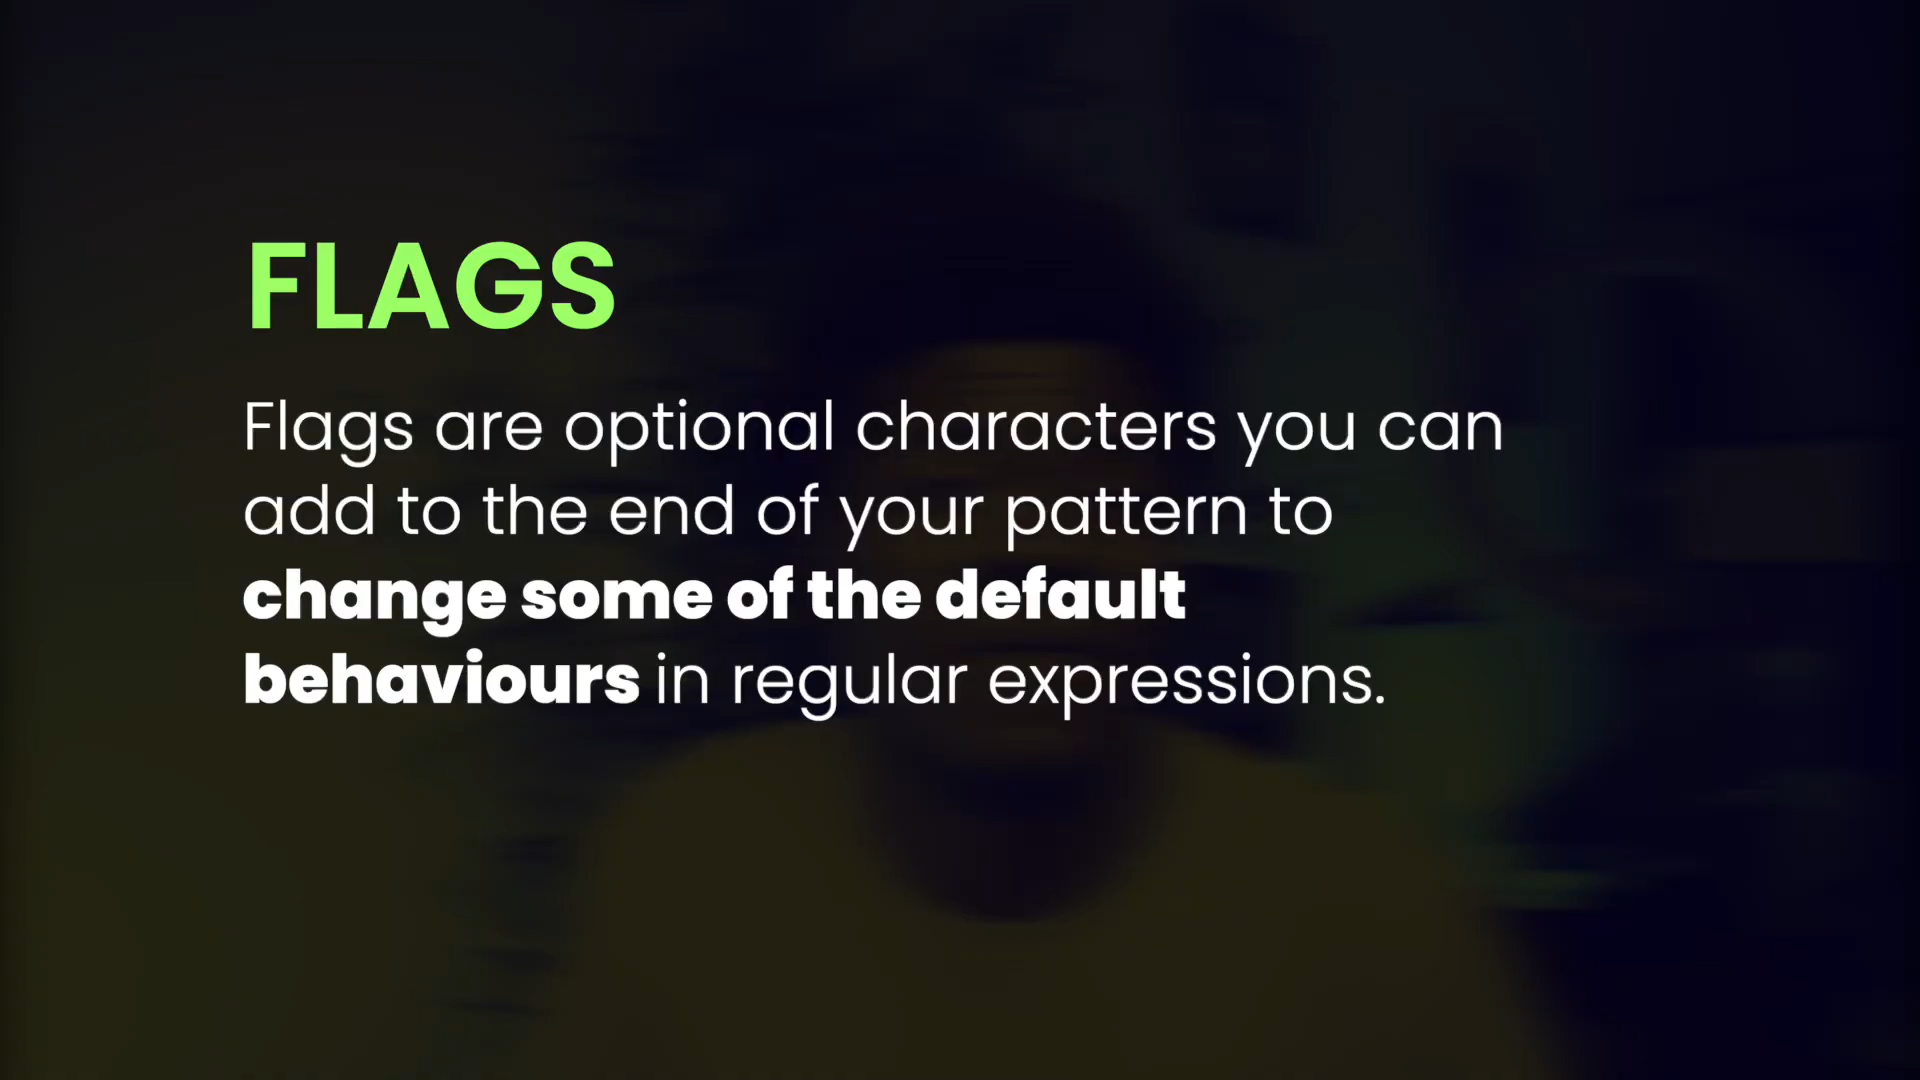 FLAGS
Flags are optional characters you can
add to the end of your pattern to
change some of the default
behaviours in regular expressions.